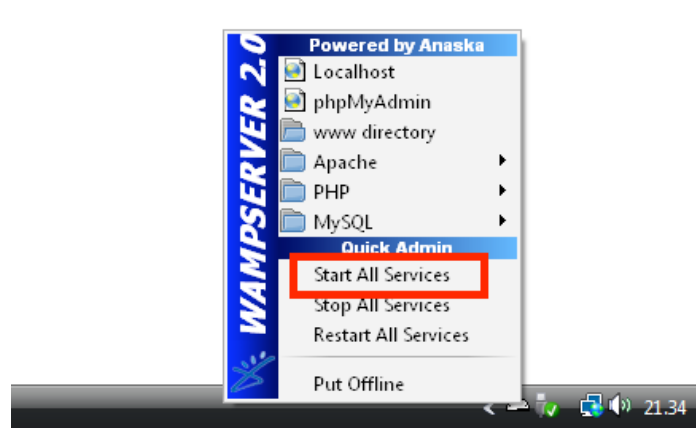 WAMPSERVER 2.0
Powered by Anaska
Localhost
phpMyAdmin
www directory
Apache
PHP
MySQL
Quick Admin
Start All Services
Stop All Services
Restart All Services
Put Offline
21.34